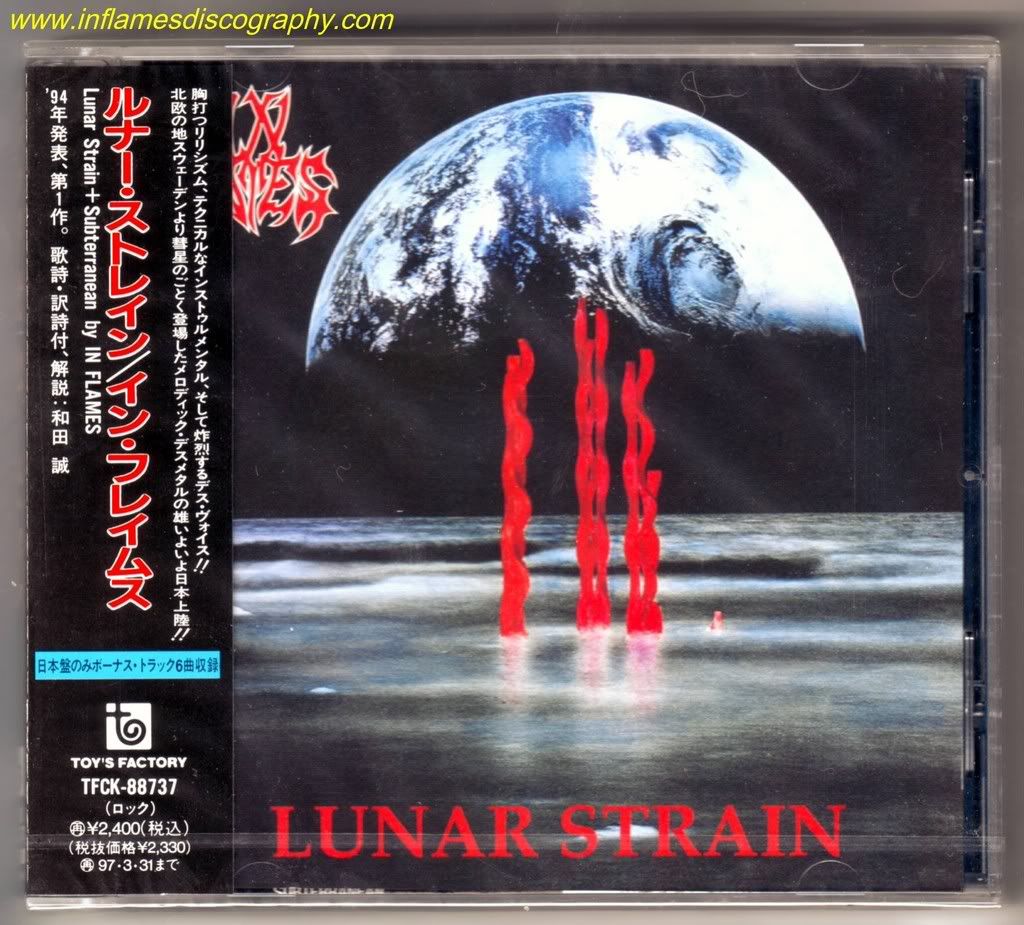 www.inflamesdiscography.com
胸打つリリシズム、テクニカルなインストゥルメンタル、そして炸烈するデス・ヴォイス!!
北欧の地スウェーデンより彗星のごとく登場したメロディック・デスメタルの雄いよいよ日本上陸!!
ルナー・ストレイン/イン・フレイムス
Lunar Strain+Subterranean by IN FLAMES
'94年発表、第1作。歌詩・訳詩付、解説:和田 誠
日本盤のみボーナス・トラック6曲収録
TOY'S FACTORY
TFCK-88737
(ロック)
再¥2,400(税込)
(税抜価格¥2,330)
再97・3・31まで
LUNAR STRAIN
SUBTERRANEAN